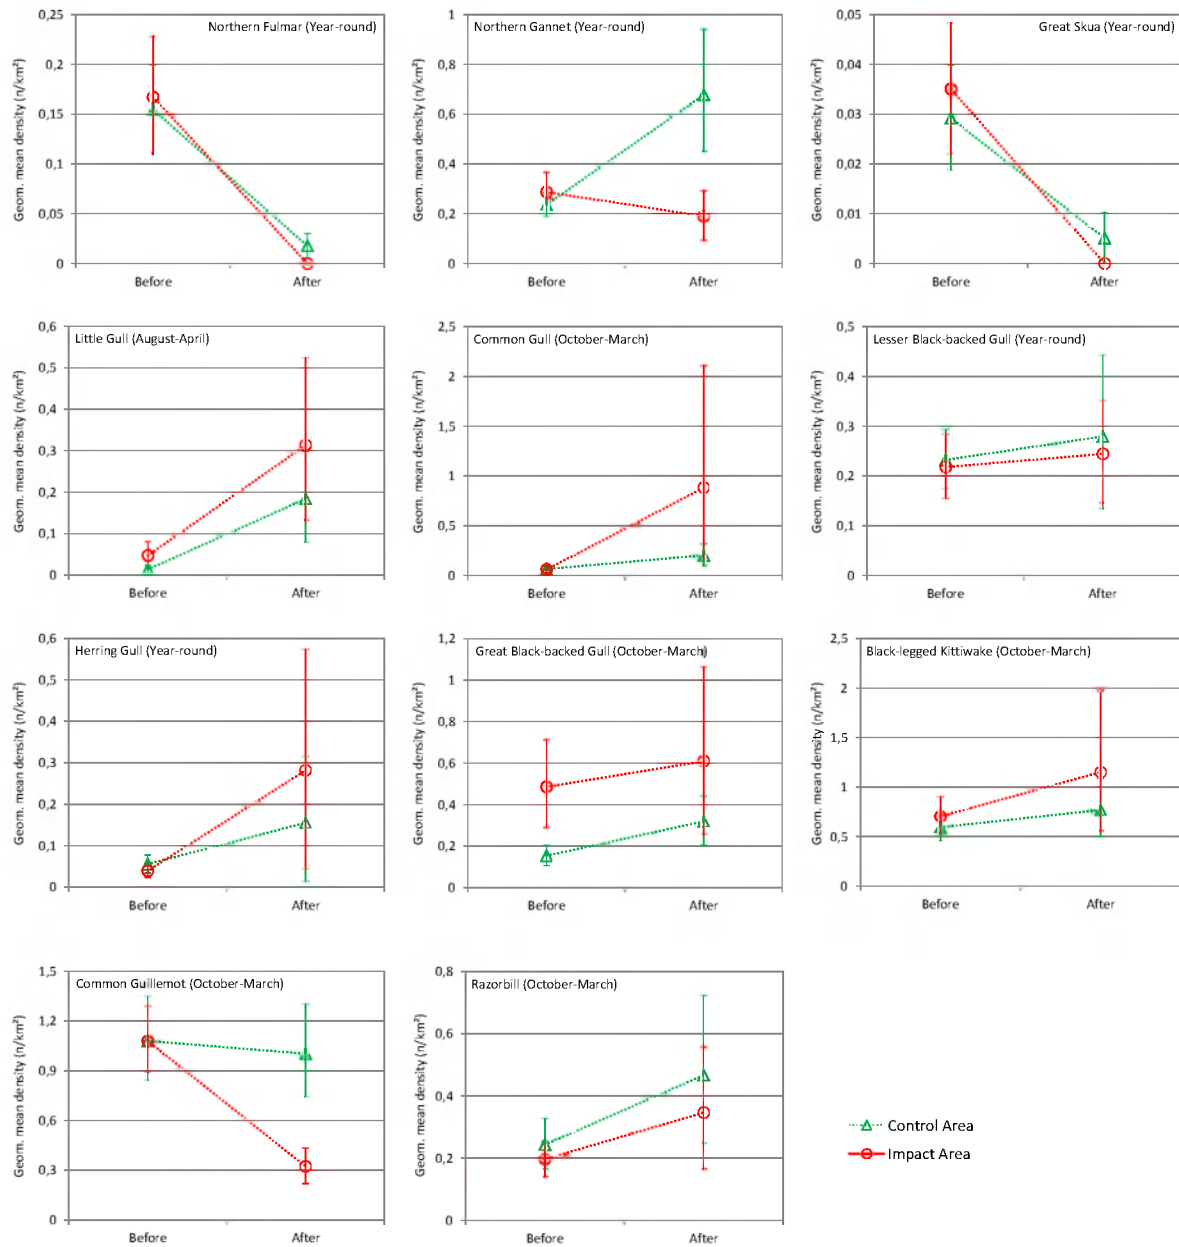 Northern Fulmar (Year-round)
Geom. mean density (n/km²)
0,25
0,2
0,15
0,1
0,05
0
Before
After
Northern Gannet (Year-round)
Geom. mean density (n/km²)
1
0,8
0,6
0,4
0,2
0
Before
After
Great Skua (Year-round)
Geom. mean density (n/km²)
0,05
0,04
0,03
0,02
0,01
0
Before
After
Little Gull (August-April)
Geom. mean density (n/km²)
0,6
0,5
0,4
0,3
0,2
0,1
0
Before
After
Common Gull (October-March)
Geom. mean density (n/km²)
2,5
2
1,5
1
0,5
0
Before
After
Lesser Black-backed Gull (Year-round)
Geom. mean density (n/km²)
0,5
0,4
0,3
0,2
0,1
0
Before
After
Herring Gull (Year-round)
Geom. mean density (n/km²)
0,6
0,5
0,4
0,3
0,2
0,1
0
Before
After
Great Black-backed Gull (October-March)
Geom. mean density (n/km²)
1,2
1
0,8
0,6
0,4
0,2
0
Before
After
Black-legged Kittiwake (October-March)
Geom. mean density (n/km²)
2,5
2
1,5
1
0,5
0
Before
After
Common Guillemot (October-March)
Geom. mean density (n/km²)
1,5
1,2
0,9
0,6
0,3
0
Before
After
Razorbill (October-March)
Geom. mean density (n/km²)
0,8
0,6
0,4
0,2
0
Before
After
Control Area
Impact Area